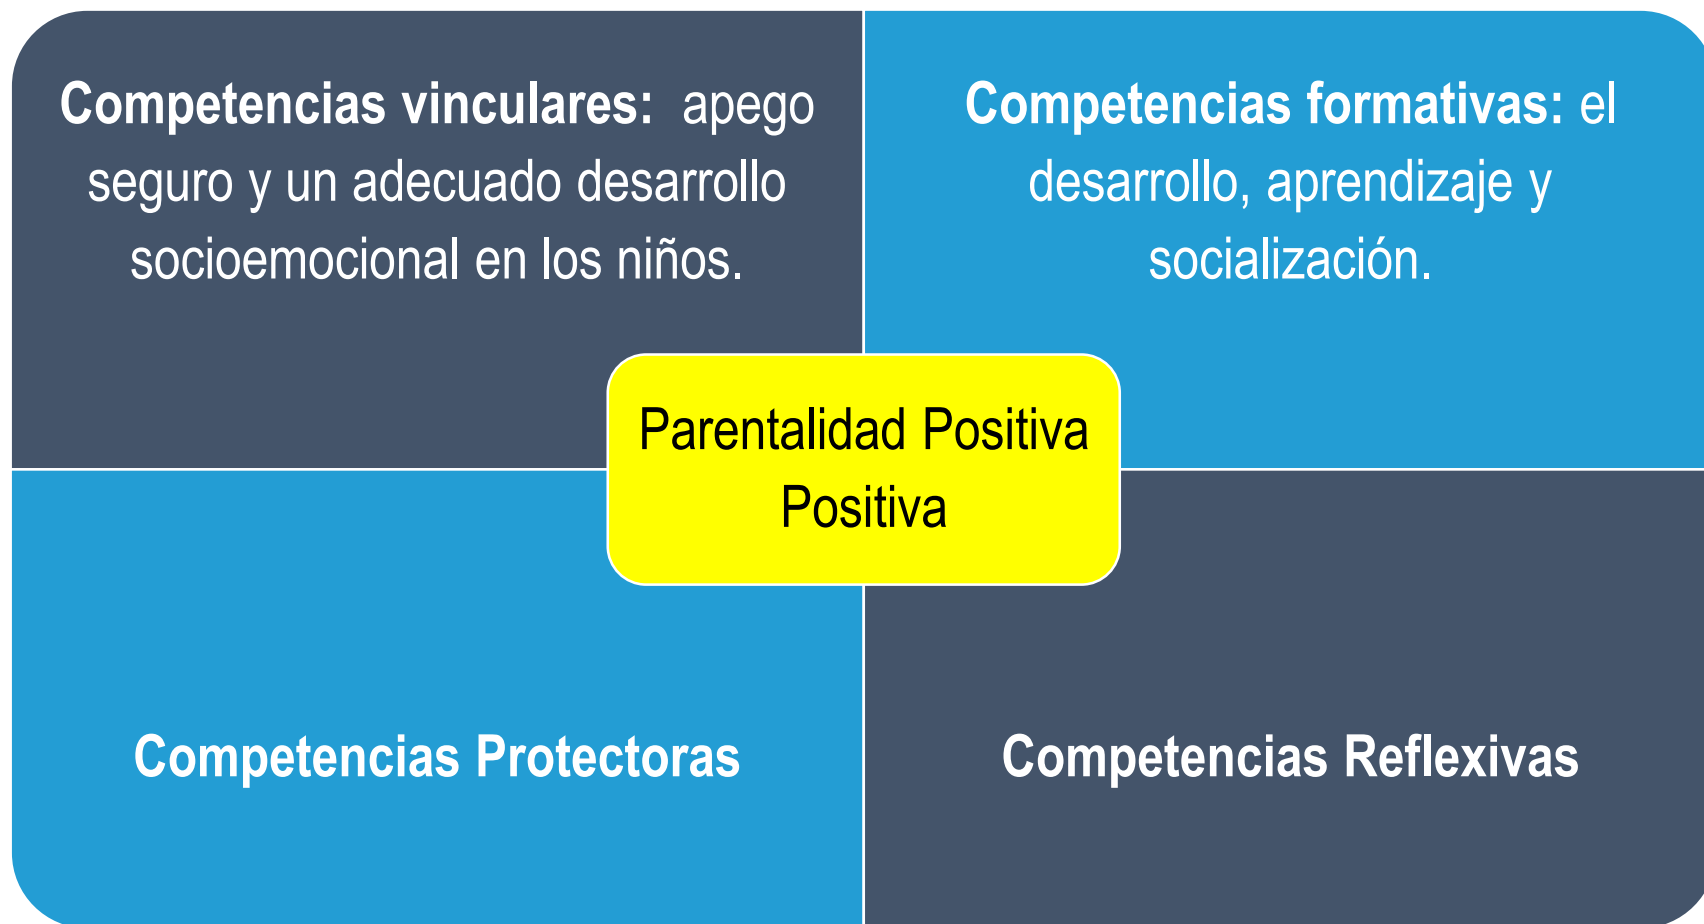 Competencias vinculares: apego
seguro y un adecuado desarrollo
socioemocional en los niños.
Competencias formativas: el
desarrollo, aprendizaje y
socialización.
Parentalidad Positiva
Positiva
Competencias Protectoras
Competencias Reflexivas